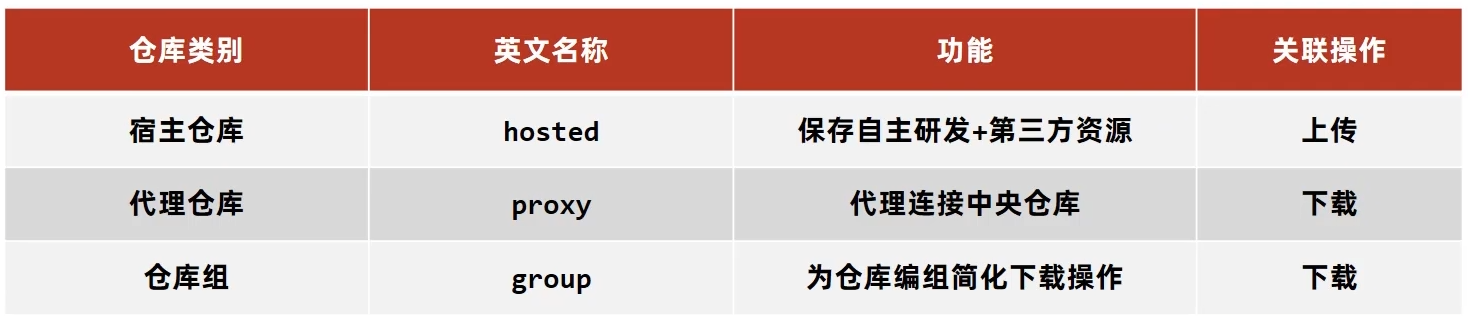 仓库类别 英文名称 功能 关联操作
宿主仓库 hosted 保存自主研发+第三方资源 上传
代理仓库 proxy 代理连接中央仓库 下载
仓库组 group 为仓库编组简化下载操作 下载